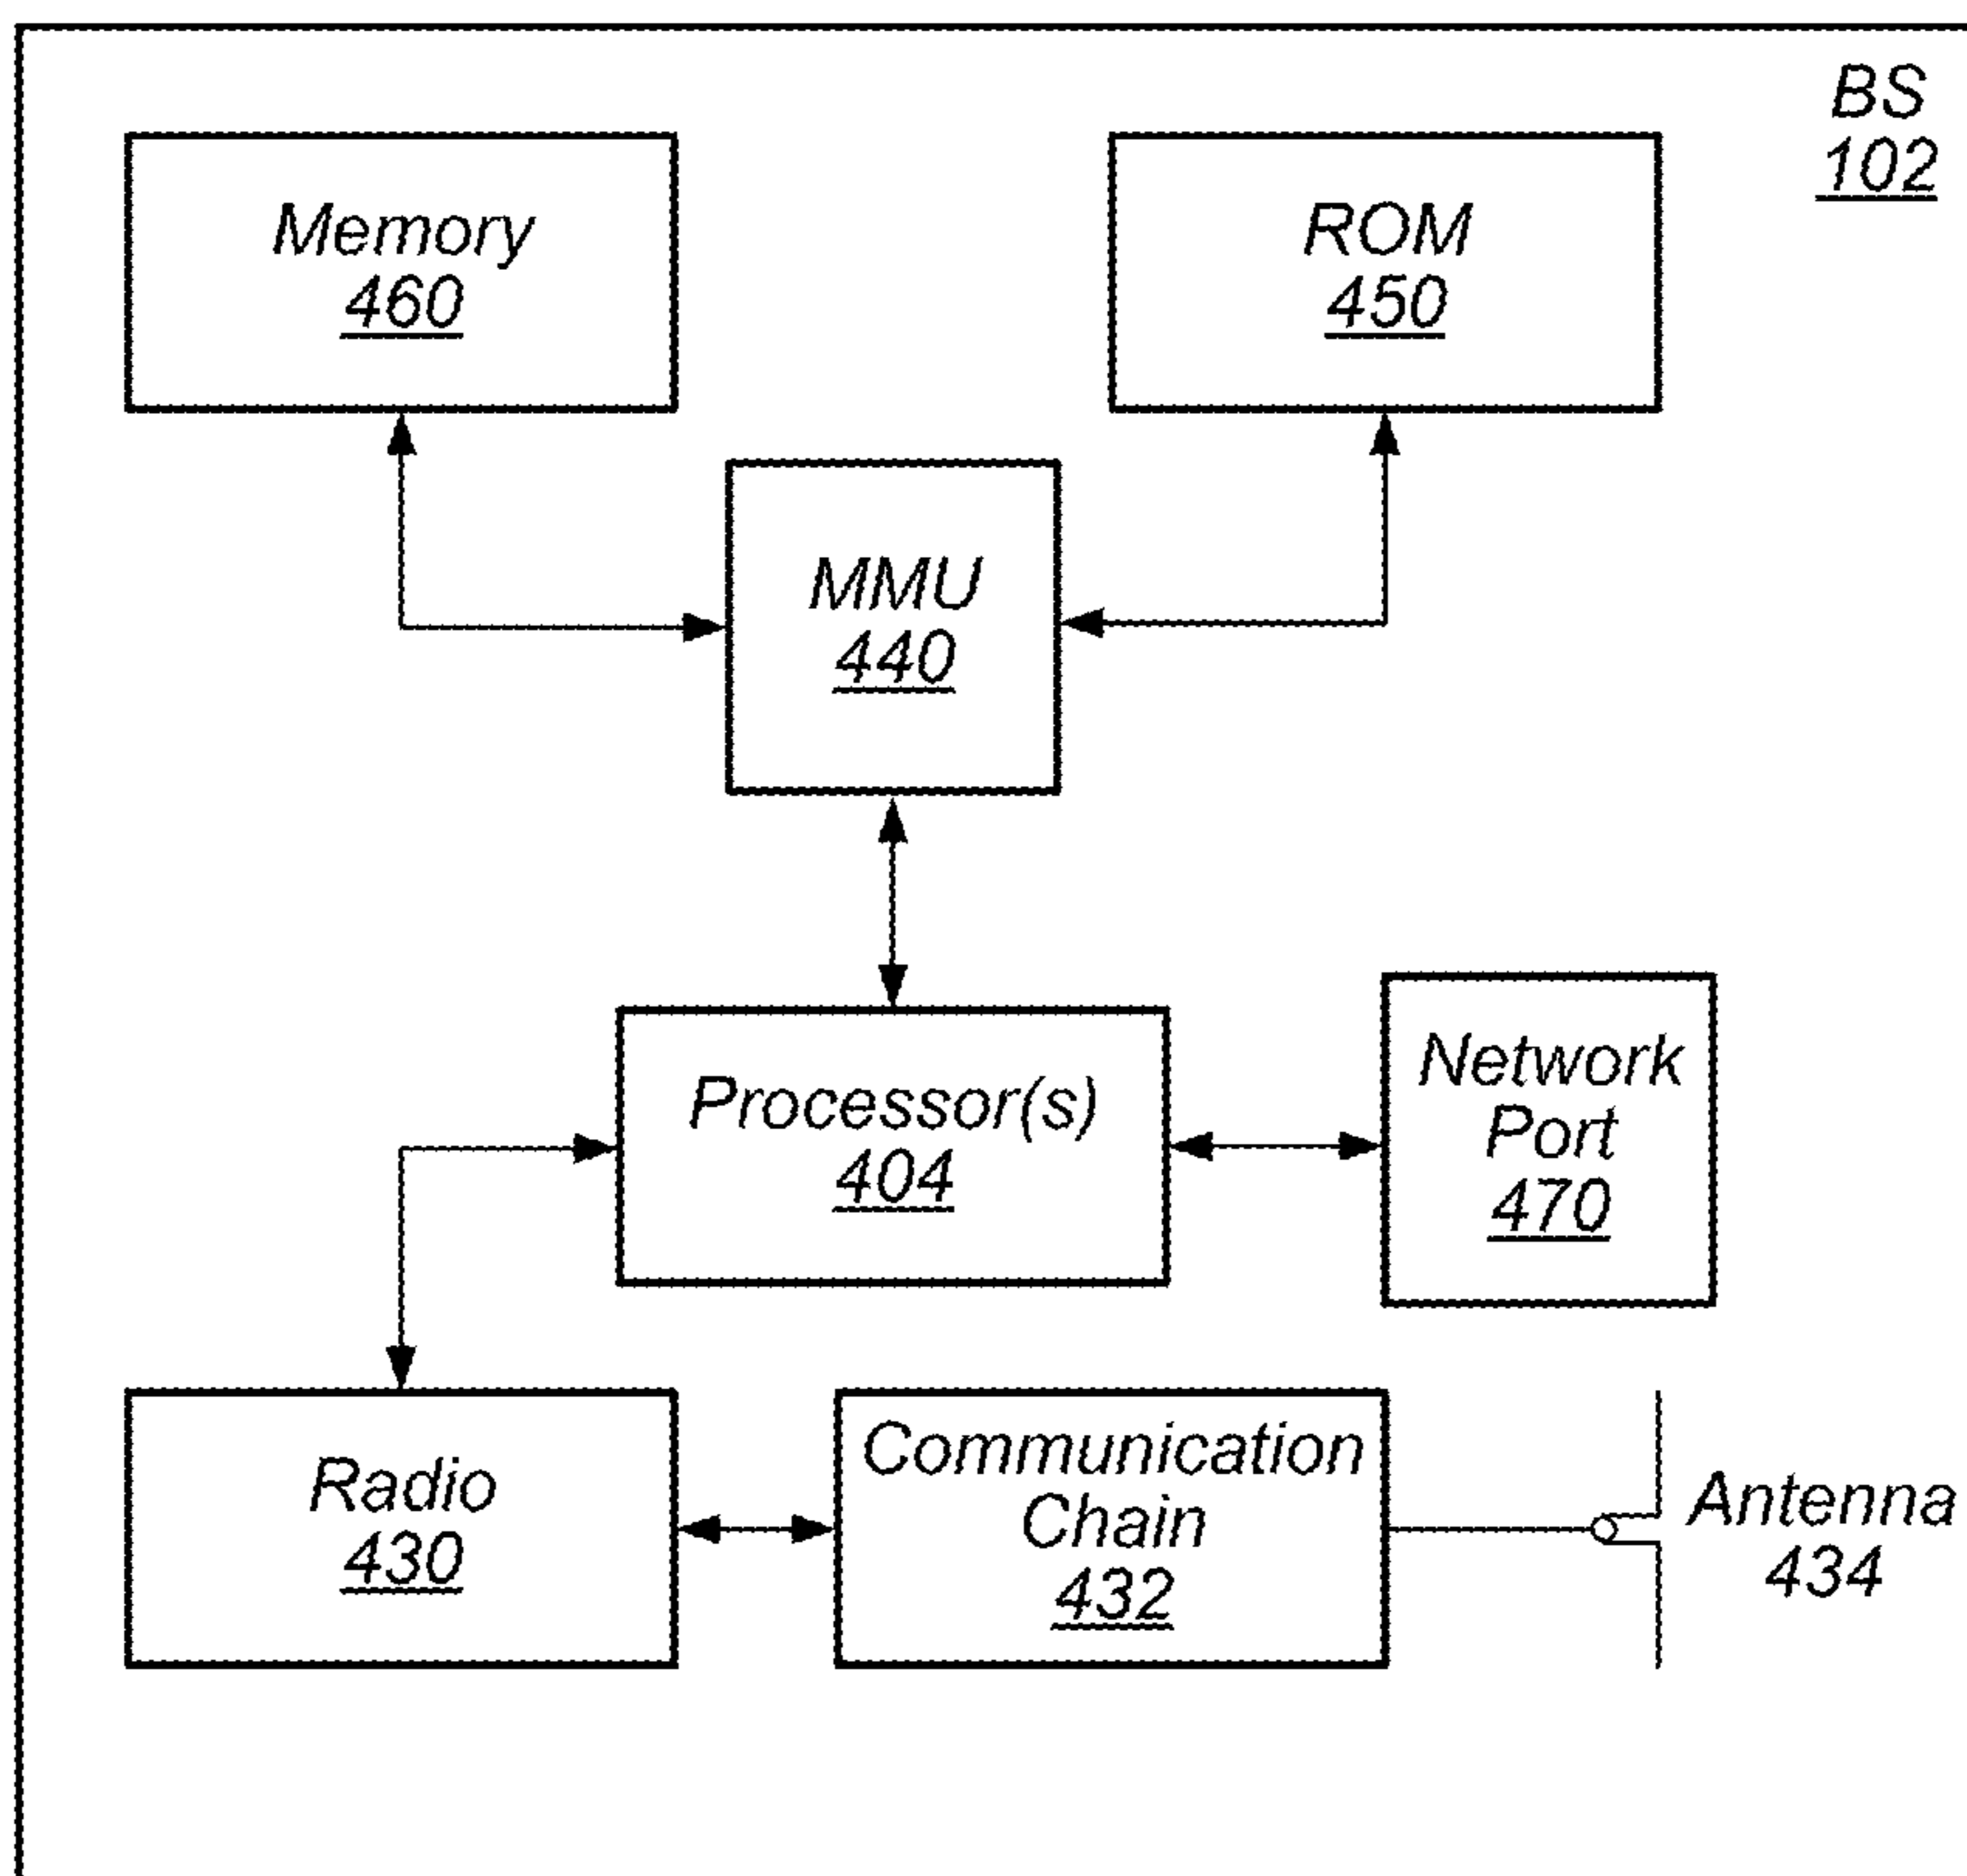 BS
102
Memory
460
ROM
450
MMU
440
Processor(s)
404
Network
Port
470
Radio
430
Communication
Chain
432
Antenna
434